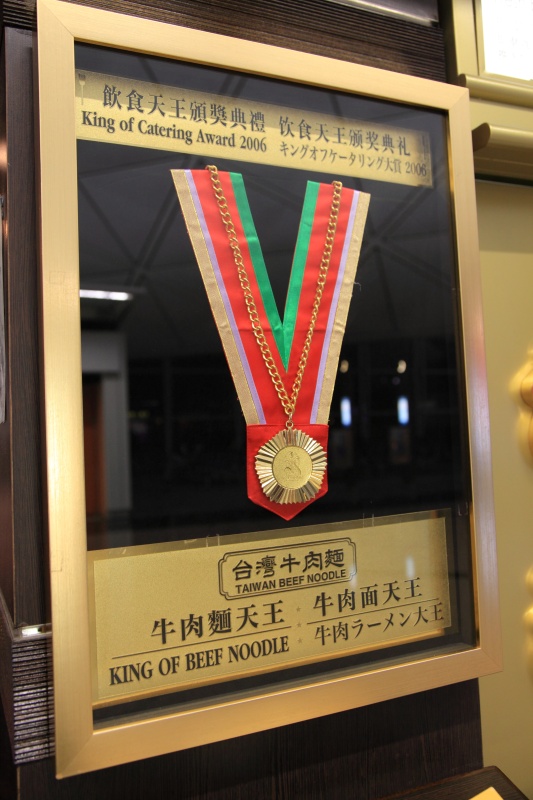 飲食天王頒獎典禮 饮食天王颁奖典礼
King of Catering Award 2006 キングオブケータリング大賞 2006
台灣牛肉麵
TAIWAN BEEF NOODLE
牛肉麵天王 · 牛肉面天王
KING OF BEEF NOODLE · 牛肉ラーメン大王